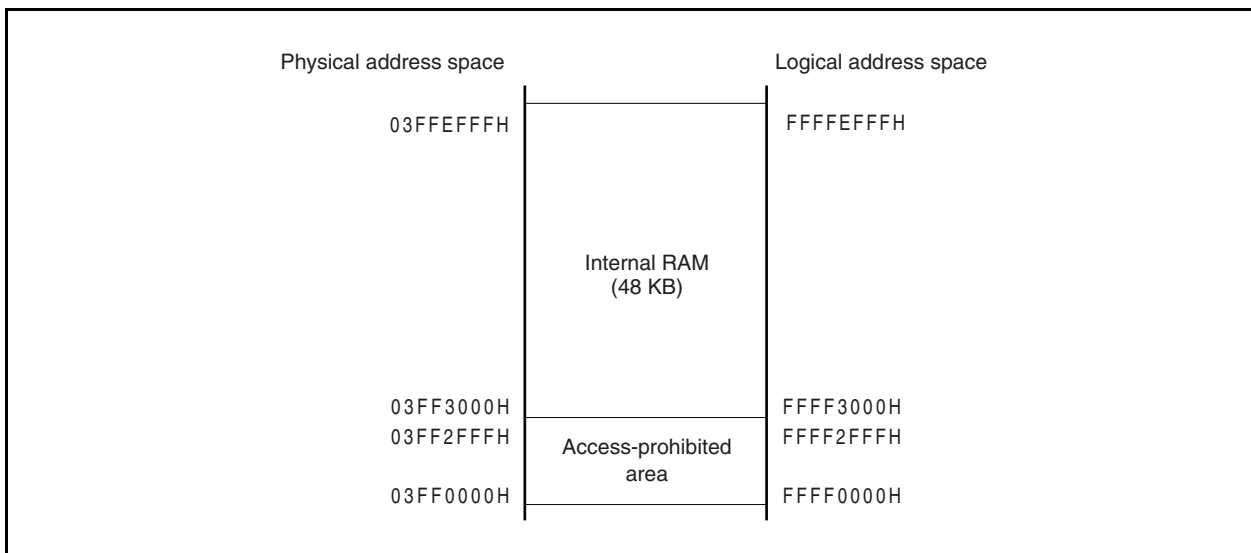 Physical address space
Logical address space
03FFEFFFH
FFFFEFFFH
Internal RAM
(48 KB)
03FF3000H
FFFF3000H
03FF2FFFH
FFFF2FFFH
Access-prohibited
area
03FF0000H
FFFF0000H